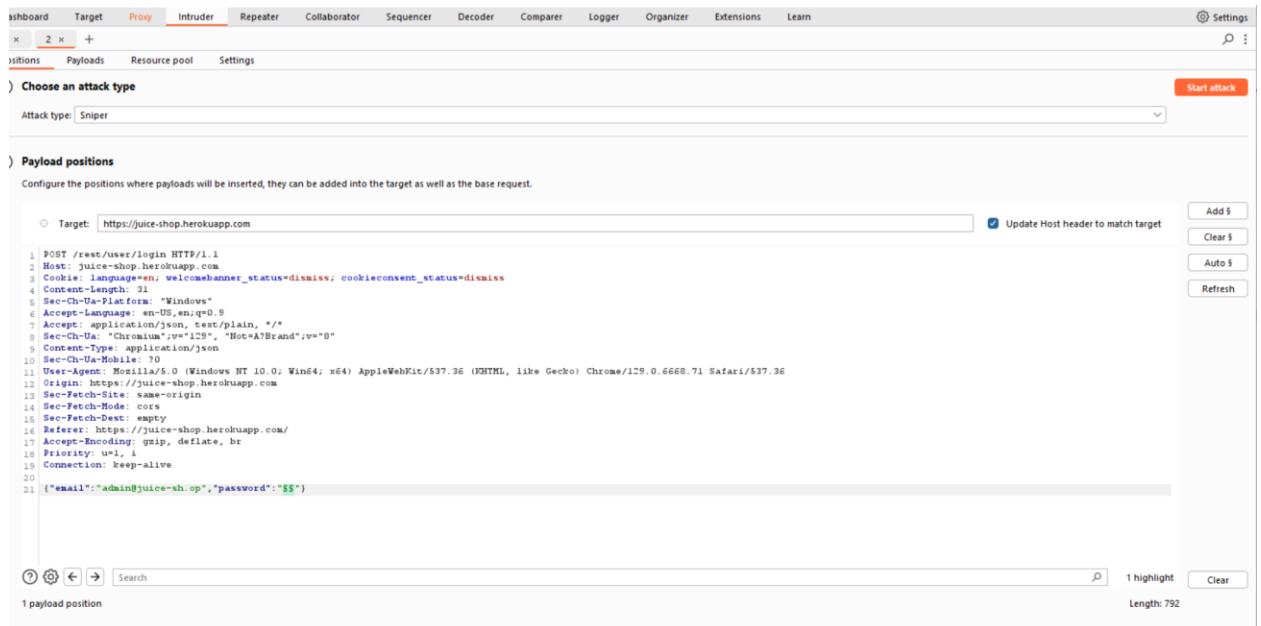 ashboard Target Proxy Intruder Repeater Collaborator Sequencer Decoder Comparer Logger Organizer Extensions Learn Settings
× 2 × +
ositions Payloads Resource pool Settings
Choose an attack type
Start attack
Attack type: Sniper
Payload positions
Configure the positions where payloads will be inserted, they can be added into the target as well as the base request.
Target: https://juice-shop.herokuapp.com Update Host header to match target
Add §
Clear §
Auto §
Refresh
1 POST /rest/user/login HTTP/1.1
2 Host: juice-shop.herokuapp.com
3 Cookie: language=en; welcomebanner_status=dismiss; cookieconsent_status=dismiss
4 Content-Length: 31
5 Sec-Ch-Ua-Platform: "Windows"
6 Accept-Language: en-US,en;q=0.9
7 Accept: application/json, text/plain, */*
8 Sec-Ch-Ua: "Chromium";v="129", "Not=A?Brand";v="8"
9 Content-Type: application/json
10 Sec-Ch-Ua-Mobile: ?0
11 User-Agent: Mozilla/5.0 (Windows NT 10.0; Win64; x64) AppleWebKit/537.36 (KHTML, like Gecko) Chrome/129.0.6668.71 Safari/537.36
12 Origin: https://juice-shop.herokuapp.com
13 Sec-Fetch-Site: same-origin
14 Sec-Fetch-Mode: cors
15 Sec-Fetch-Dest: empty
16 Referer: https://juice-shop.herokuapp.com/
17 Accept-Encoding: gzip, deflate, br
18 Priority: u=1, i
19 Connection: keep-alive
20
21 {"email":"admin@juice-sh.op","password":"§§"}
Search
1 highlight
Clear
1 payload position
Length: 792